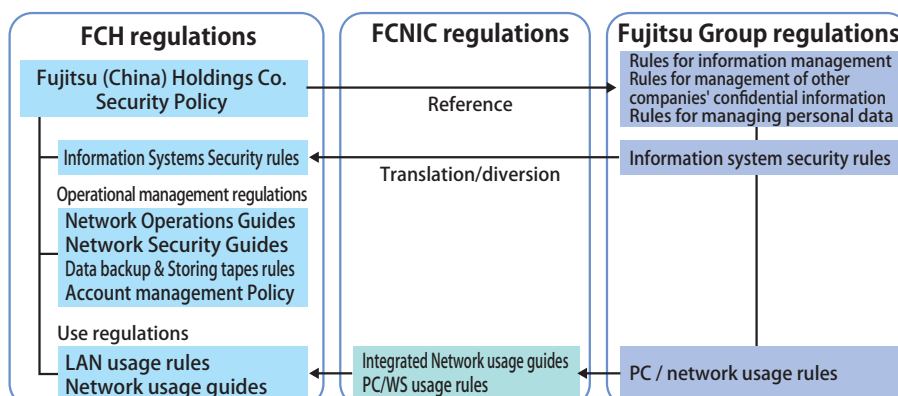 FCH regulations
Fujitsu (China) Holdings Co.
Security Policy
Information Systems Security rules
Operational management regulations
Network Operations Guides
Network Security Guides
Data backup & Storing tapes rules
Account management Policy
Use regulations
LAN usage rules
Network usage guides
FCNIC regulations
Reference
Translation/diversion
Integrated Network usage guides
PC/WS usage rules
Fujitsu Group regulations
Rules for information management
Rules for management of other
companies' confidential information
Rules for managing personal data
Information system security rules
PC / network usage rules